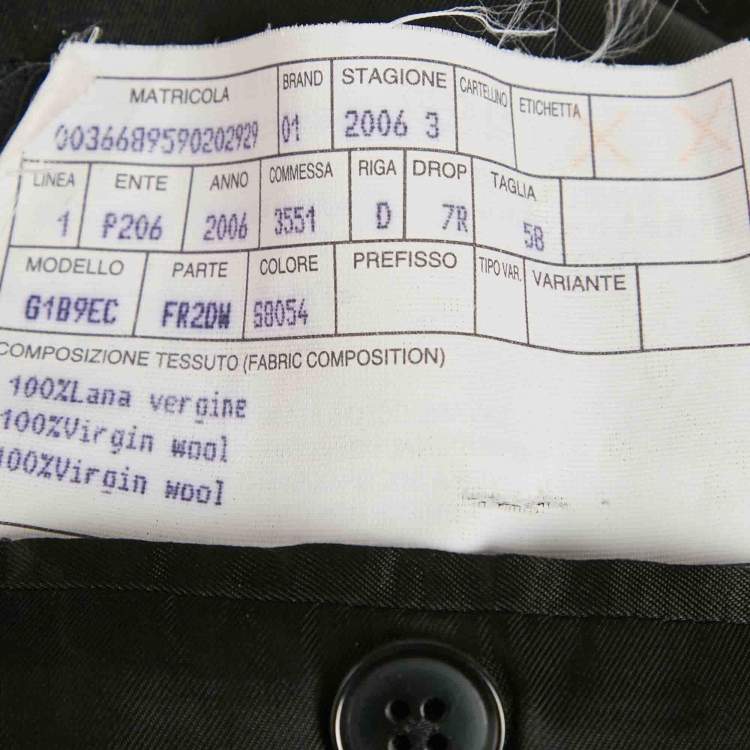 MATRICOLA BRAND STAGIONE CARTELLINO ETICHETTA
0036689590202929 01 2006 3
LINEA ENTE ANNO COMMESSA RIGA DROP TAGLIA
1 P206 2006 3551 D 7R 58
MODELLO PARTE COLORE PREFISSO TIPO VAR. VARIANTE
G1B9EC FR2DW S8054
COMPOSIZIONE TESSUTO (FABRIC COMPOSITION)
100%Lana vergine
100%Virgin wool
100%Virgin wool